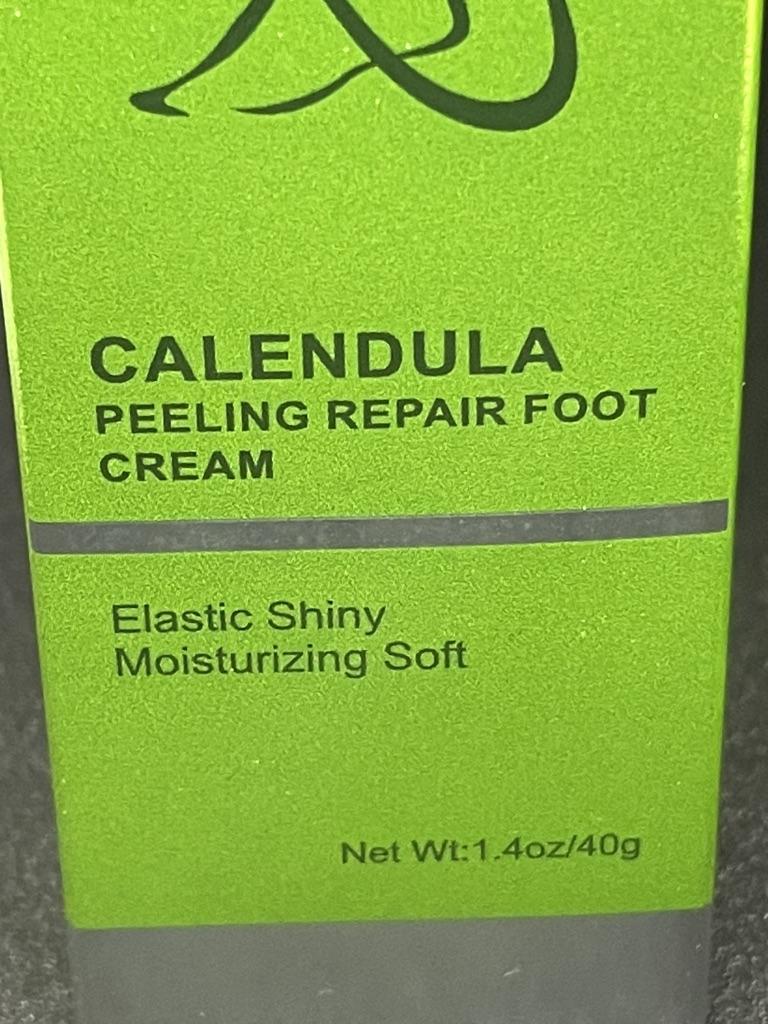 CALENDULA
PEELING REPAIR FOOT
CREAM
Elastic Shiny
Moisturizing Soft
Net Wt:1.4oz/40g